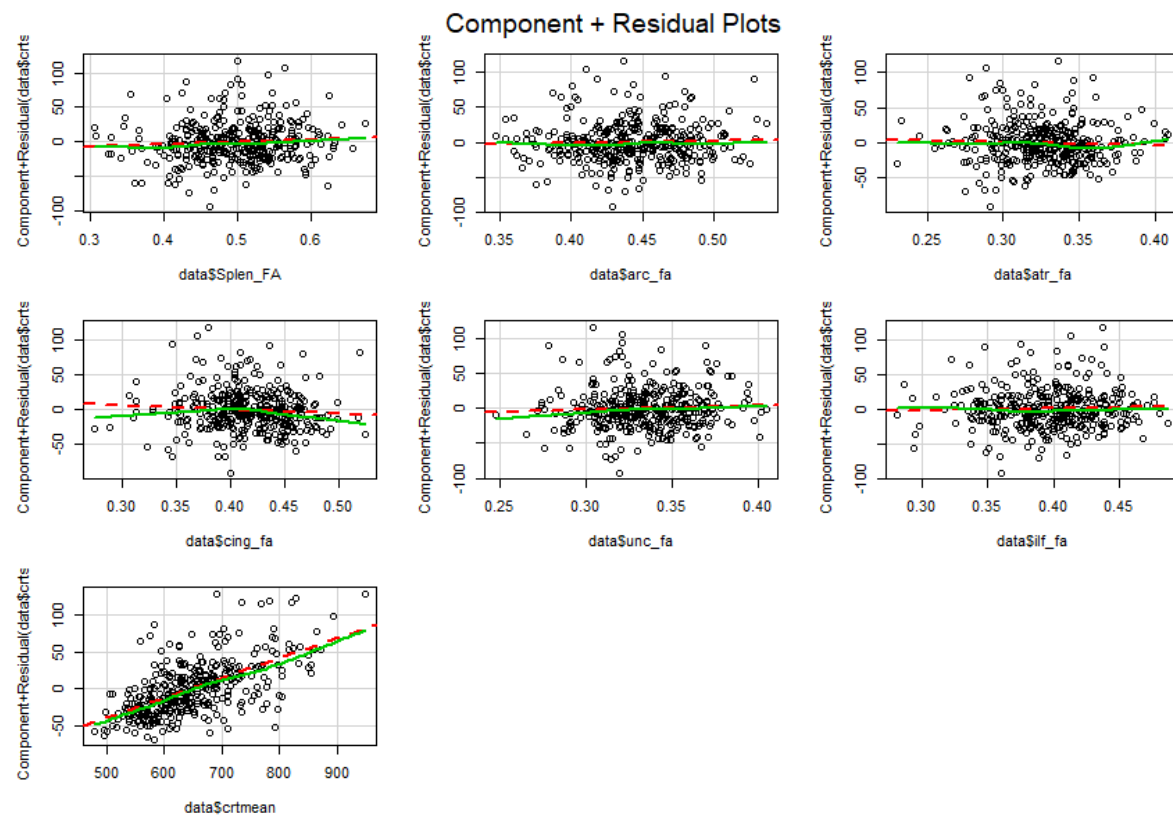 Component + Residual Plots
Component+Residual(data$crts
100
50
0
-100
0.3 0.4 0.5 0.6
data$Splen_FA
Component+Residual(data$crts
100
50
0
-100
0.35 0.40 0.45 0.50
data$arc_fa
Component+Residual(data$crts
100
50
0
-50
0.25 0.30 0.35 0.40
data$atr_fa
Component+Residual(data$crts
100
50
0
-50
0.30 0.35 0.40 0.45 0.50
data$cing_fa
Component+Residual(data$crts
100
50
0
-100
0.25 0.30 0.35 0.40
data$unc_fa
Component+Residual(data$crts
100
50
0
-100
0.30 0.35 0.40 0.45
data$ilf_fa
Component+Residual(data$crts
100
50
0
-50
500 600 700 800 900
data$crtmean